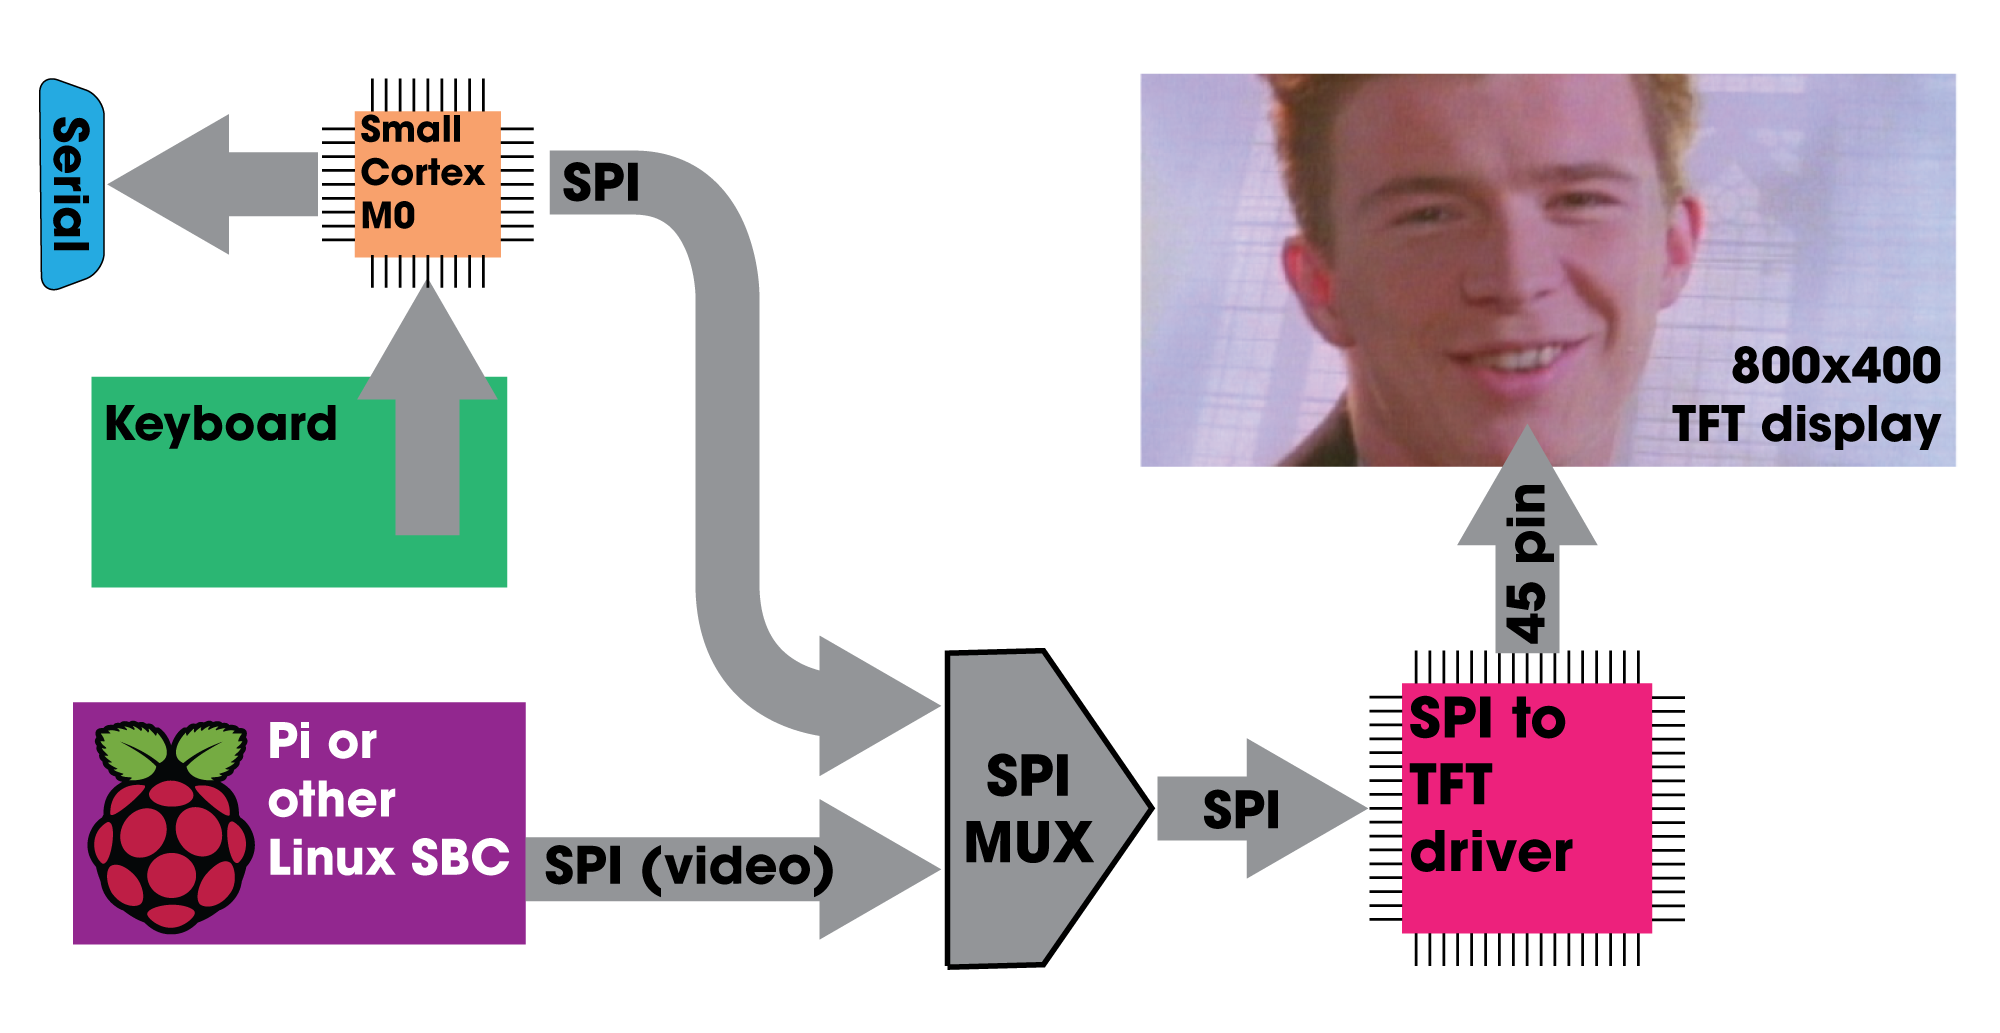 Serial
Small
Cortex
M0
SPI
Keyboard
Pi or
other
Linux SBC
SPI (video)
SPI
MUX
SPI
SPI to
TFT
driver
45 pin
800x400
TFT display